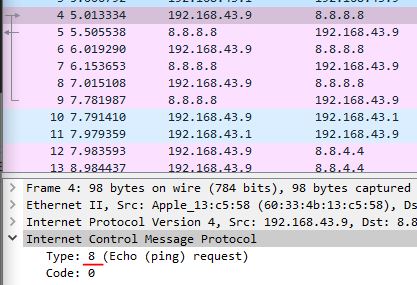 4 5.013334 192.168.43.9 8.8.8.8
5 5.505538 8.8.8.8 192.168.43.9
6 6.019290 192.168.43.9 8.8.8.8
7 6.153653 8.8.8.8 192.168.43.9
8 7.015108 192.168.43.9 8.8.8.8
9 7.781987 8.8.8.8 192.168.43.9
10 7.791410 192.168.43.9 192.168.43.1
11 7.979359 192.168.43.1 192.168.43.9
12 7.983593 192.168.43.9 8.8.4.4
13 8.984437 192.168.43.9 8.8.4.4
Frame 4: 98 bytes on wire (784 bits), 98 bytes captured
Ethernet II, Src: Apple_13:c5:58 (60:33:4b:13:c5:58), Ds
Internet Protocol Version 4, Src: 192.168.43.9, Dst: 8.8
Internet Control Message Protocol
Type: 8 (Echo (ping) request)
Code: 0